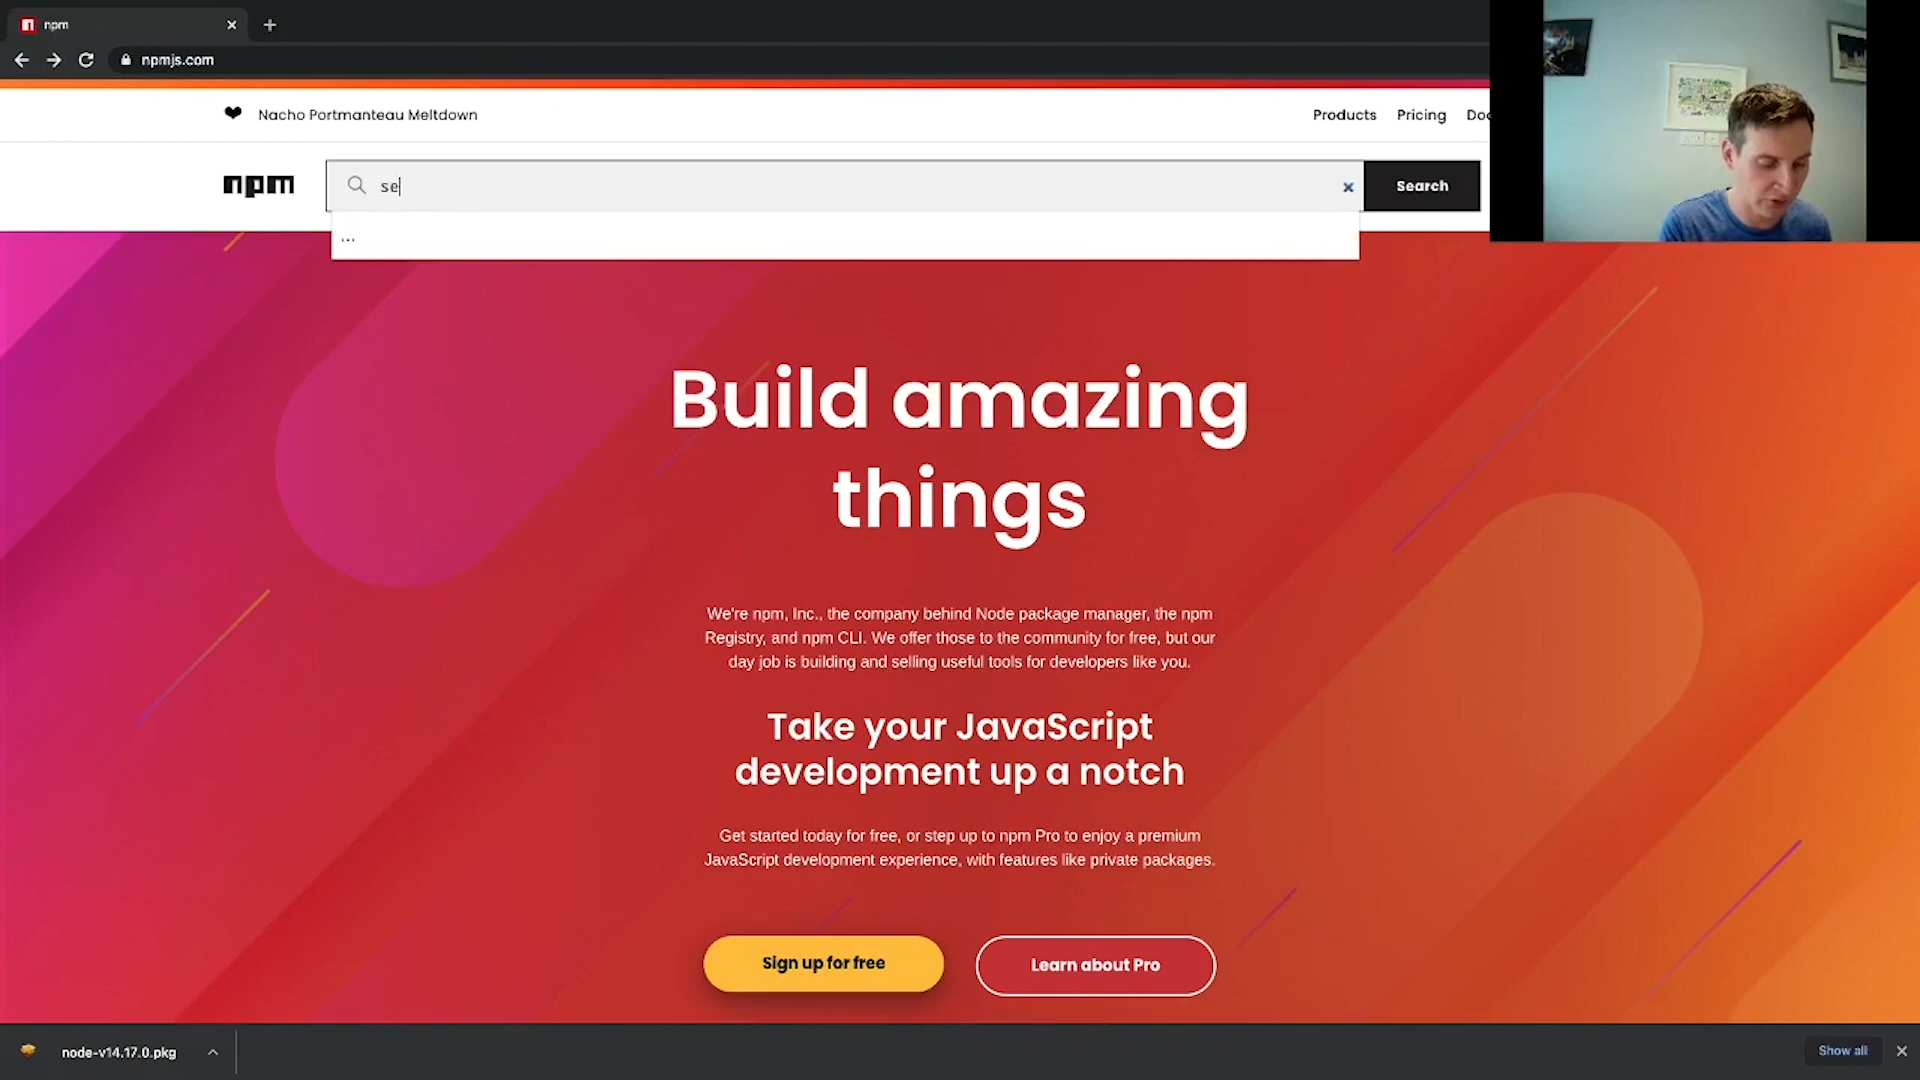 npm
npmjs.com
Nacho Portmanteau Meltdown
Products
Pricing
npm
se
Search
...
Build amazing
things
We're npm, Inc., the company behind Node package manager, the npm
Registry, and npm CLI. We offer those to the community for free, but our
day job is building and selling useful tools for developers like you.
Take your JavaScript
development up a notch
Get started today for free, or step up to npm Pro to enjoy a premium
JavaScript development experience, with features like private packages.
Sign up for free
Learn about Pro
node-v14.17.0.pkg
Show all